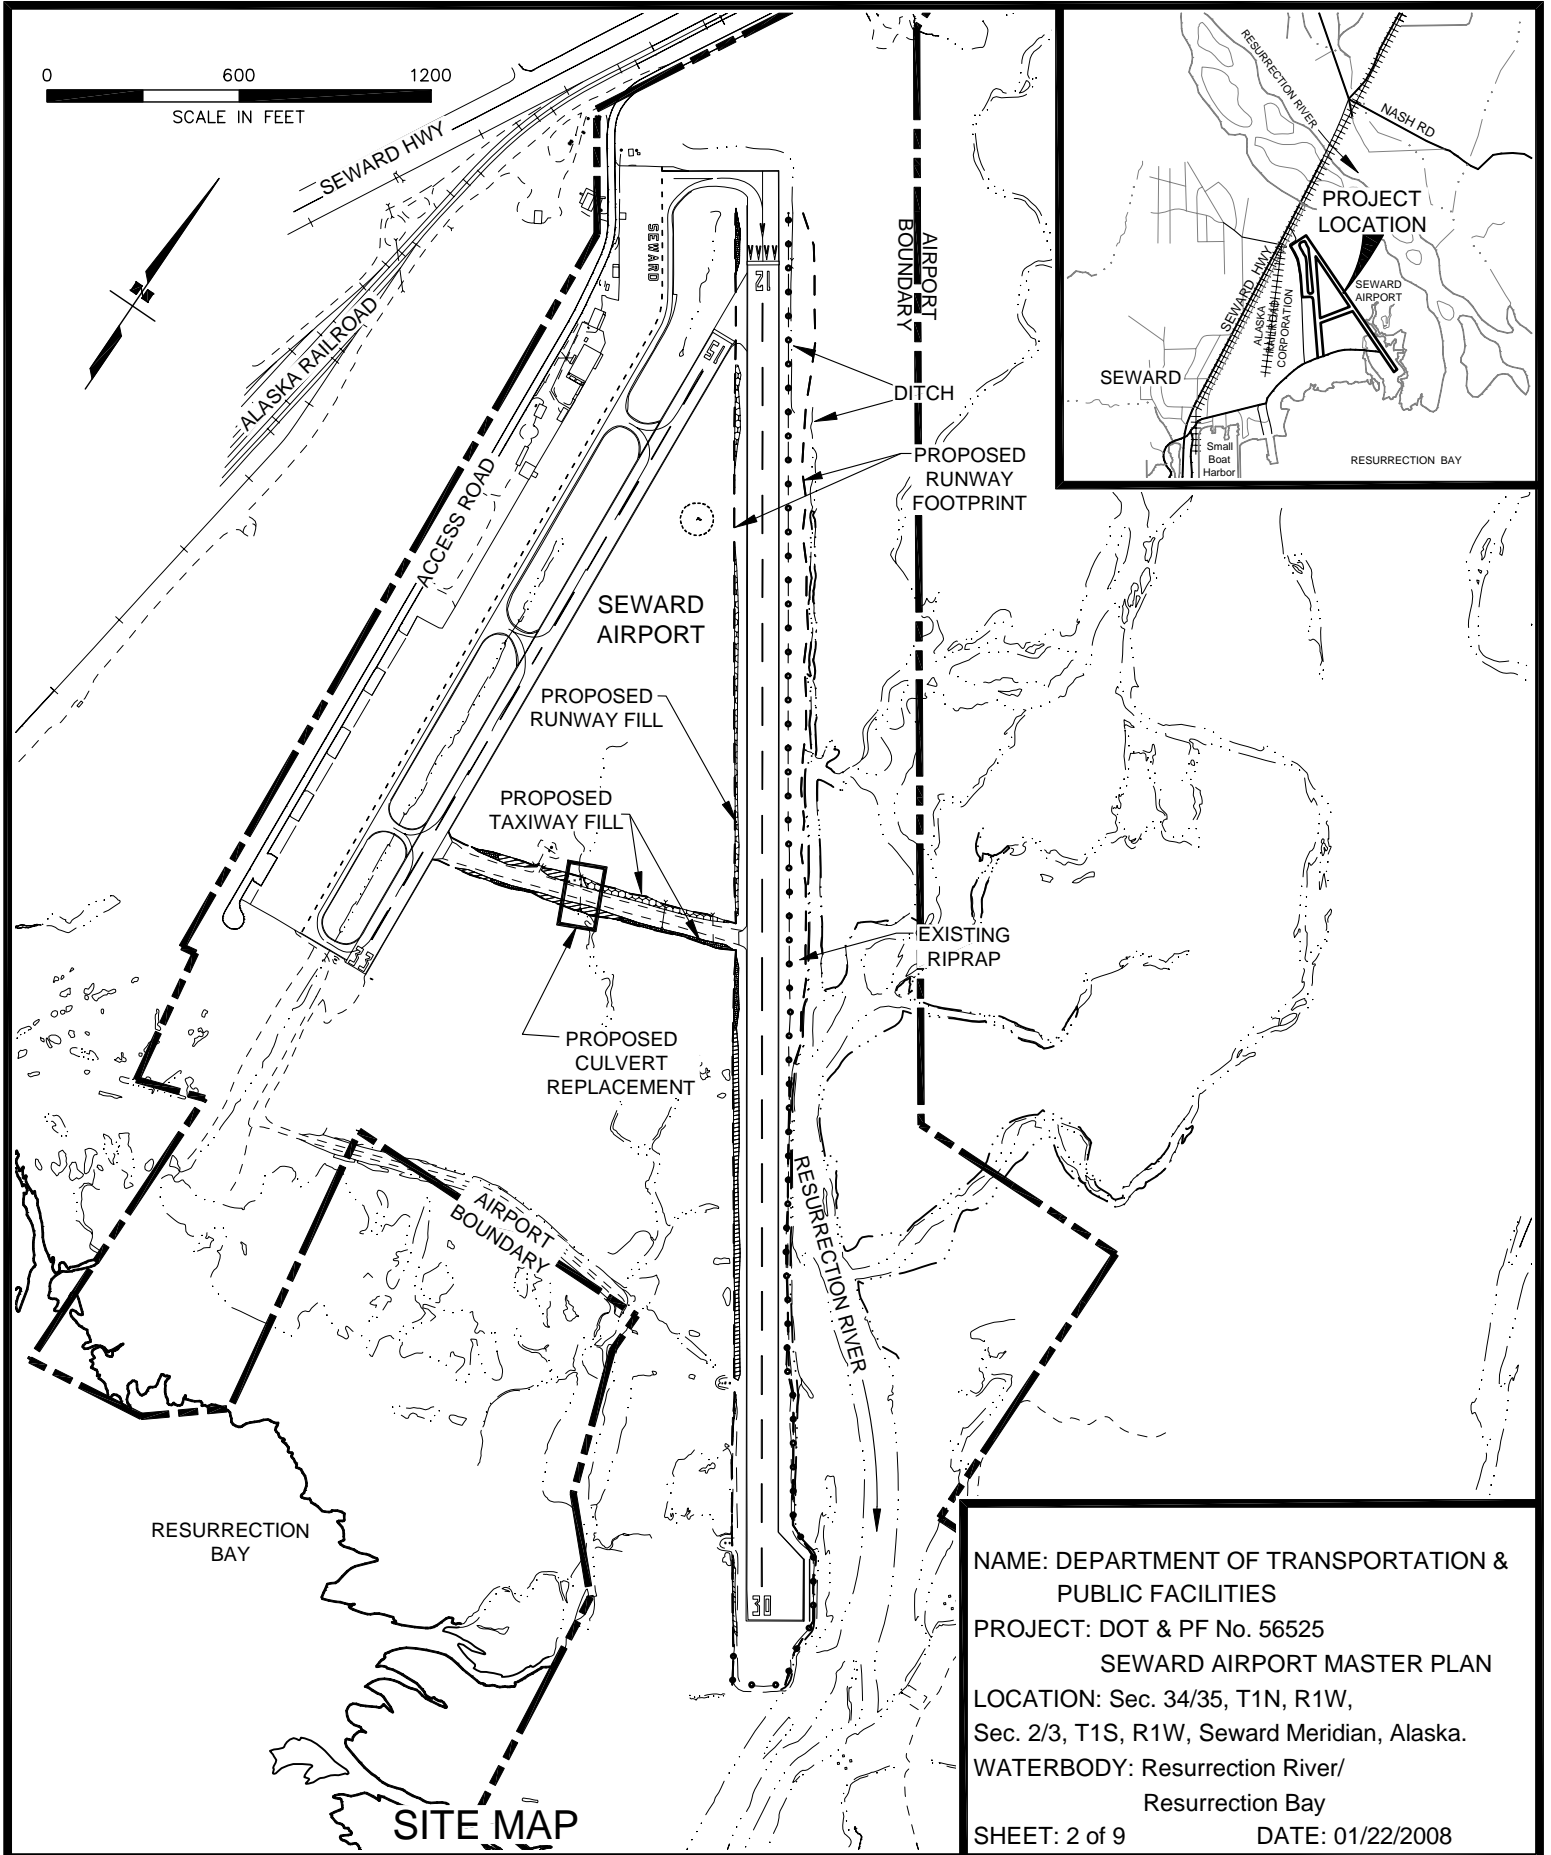 0 600 1200
SCALE IN FEET
SEWARD HWY
ALASKA RAILROAD
ACCESS ROAD
SEWARD
12
15
33
30
AIRPORT
BOUNDARY
DITCH
PROPOSED
RUNWAY
FOOTPRINT
SEWARD
AIRPORT
PROPOSED
RUNWAY FILL
PROPOSED
TAXIWAY FILL
EXISTING
RIPRAP
PROPOSED
CULVERT
REPLACEMENT
AIRPORT
BOUNDARY
RESURRECTION RIVER
RESURRECTION
BAY
SITE MAP
RESURRECTION RIVER
NASH RD
PROJECT
LOCATION
SEWARD HWY
ALASKA
RAILROAD
CORPORATION
SEWARD
AIRPORT
SEWARD
Small
Boat
Harbor
RESURRECTION BAY
NAME: DEPARTMENT OF TRANSPORTATION &
PUBLIC FACILITIES
PROJECT: DOT & PF No. 56525
SEWARD AIRPORT MASTER PLAN
LOCATION: Sec. 34/35, T1N, R1W,
Sec. 2/3, T1S, R1W, Seward Meridian, Alaska.
WATERBODY: Resurrection River/
Resurrection Bay
SHEET: 2 of 9 DATE: 01/22/2008